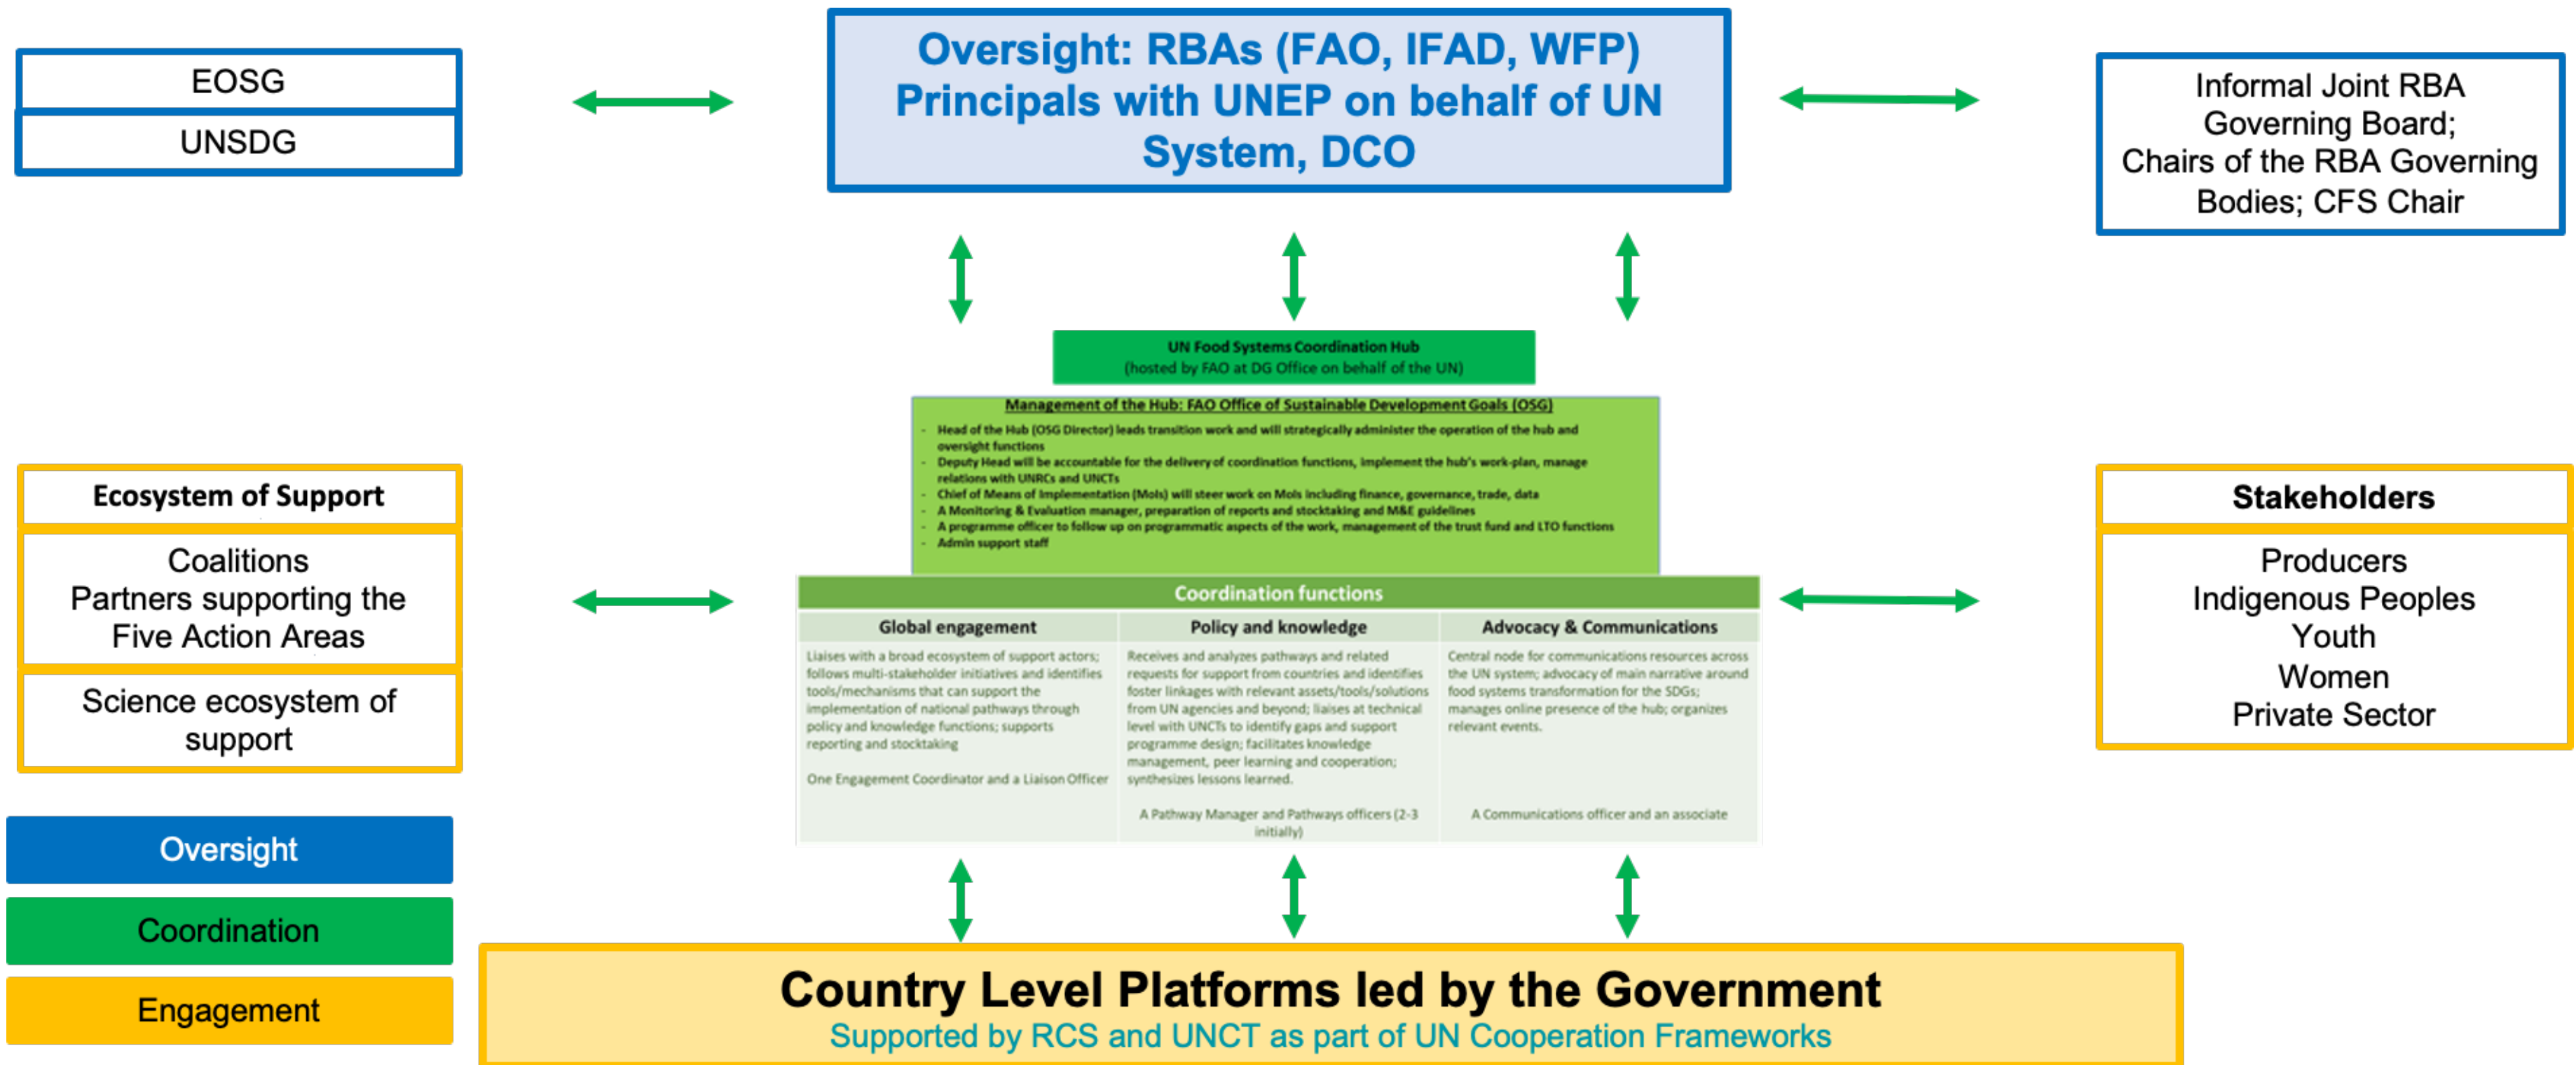 EOSG
UNSDG
Oversight: RBAs (FAO, IFAD, WFP)
Principals with UNEP on behalf of UN
System, DCO
Informal Joint RBA
Governing Board;
Chairs of the RBA Governing
Bodies; CFS Chair
UN Food Systems Coordination Hub
(hosted by FAO at DG Office on behalf of the UN)
Management of the Hub: FAO Office of Sustainable Development Goals (OSG)
- Head of the Hub (OSG Director) leads transition work and will strategically administer the operation of the hub and
oversight functions
- Deputy Head will be accountable for the delivery of coordination functions, implement the hub's work-plan, manage
relations with UNRCs and UNCTs
- Chief of Means of Implementation (MoIs) will steer work on MoIs including finance, governance, trade, data
- A Monitoring & Evaluation manager, preparation of reports and stocktaking and M&E guidelines
- A programme officer to follow up on programmatic aspects of the work, management of the trust fund and LTO functions
- Admin support staff
Ecosystem of Support
Coalitions
Partners supporting the
Five Action Areas
Science ecosystem of
support
Coordination functions
Global engagement
Liaises with a broad ecosystem of support actors;
follows multi-stakeholder initiatives and identifies
tools/mechanisms that can support the
implementation of national pathways through
policy and knowledge functions; supports
reporting and stocktaking
One Engagement Coordinator and a Liaison Officer
Policy and knowledge
Receives and analyzes pathways and related
requests for support from countries and identifies
foster linkages with relevant assets/tools/solutions
from UN agencies and beyond; liaises at technical
level with UNCTs to identify gaps and support
programme design; facilitates knowledge
management, peer learning and cooperation;
synthesizes lessons learned.
A Pathway Manager and Pathways officers (2-3
initially)
Advocacy & Communications
Central node for communications resources across
the UN system; advocacy of main narrative around
food systems transformation for the SDGs;
manages online presence of the hub; organizes
relevant events.
A Communications officer and an associate
Stakeholders
Producers
Indigenous Peoples
Youth
Women
Private Sector
Oversight
Coordination
Engagement
Country Level Platforms led by the Government
Supported by RCS and UNCT as part of UN Cooperation Frameworks